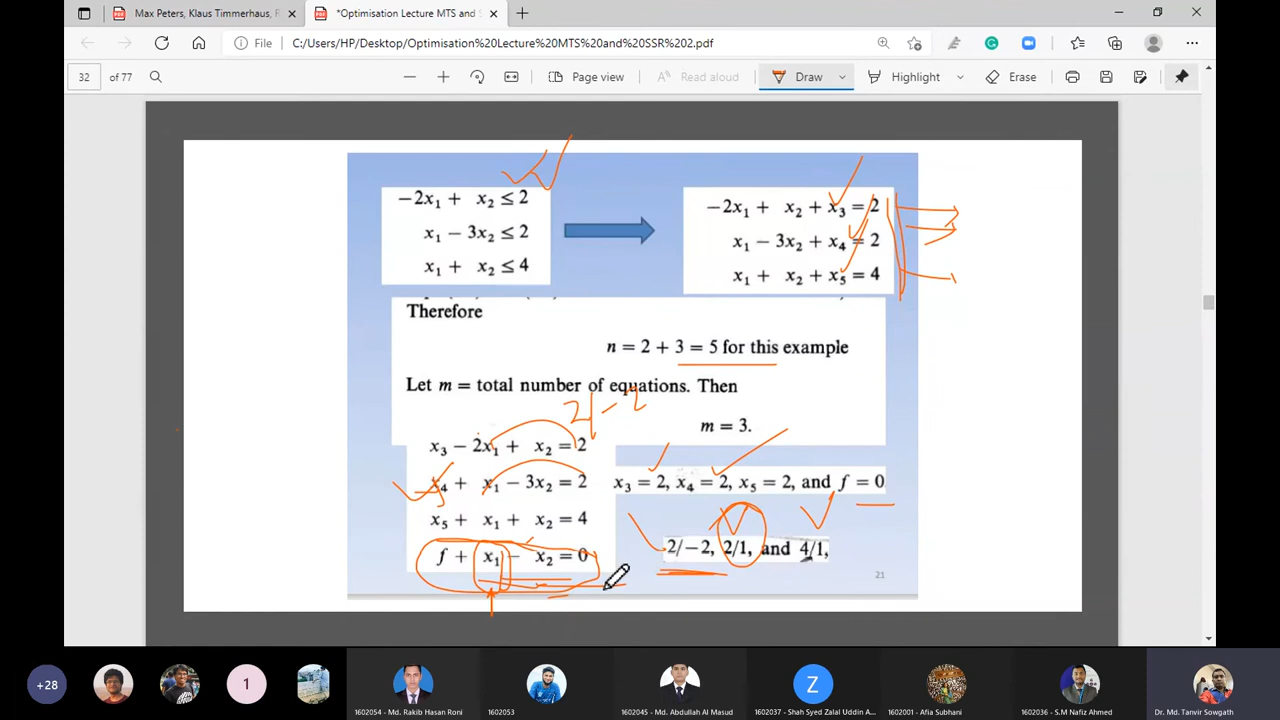 Max Peters, Klaus Timmerhaus, F
*Optimisation Lecture MTS and S
File
C:/Users/HP/Desktop/Optimisation%20Lecture%20MTS%20and%20SSR%202.pdf
32 of 77
Page view
Read aloud
Draw
Highlight
Erase
−2x₁ + x₂ ≤ 2
x₁ − 3x₂ ≤ 2
x₁ + x₂ ≤ 4
−2x₁ + x₂ + x₃ = 2
x₁ − 3x₂ + x₄ = 2
x₁ + x₂ + x₅ = 4
Therefore
n = 2 + 3 = 5 for this example
Let m = total number of equations. Then
2/-2
m = 3.
x₃ − 2x₁ + x₂ = 2
x₄ + x₁ − 3x₂ = 2
x₅ + x₁ + x₂ = 4
f + x₁ − x₂ = 0
x₃ = 2, x₄ = 2, x₅ = 2, and f = 0
2/−2, 2/1, and 4/1,
21
+28
1
Z
1602054 - Md. Rakib Hasan Roni
1602053
1602045 - Md. Abdullah Al Masud
1602037 - Shah Syed Zalal Uddin A...
1602001 - Afia Subhani
1602036 - S.M Nafiz Ahmed
Dr. Md. Tanvir Sowgath